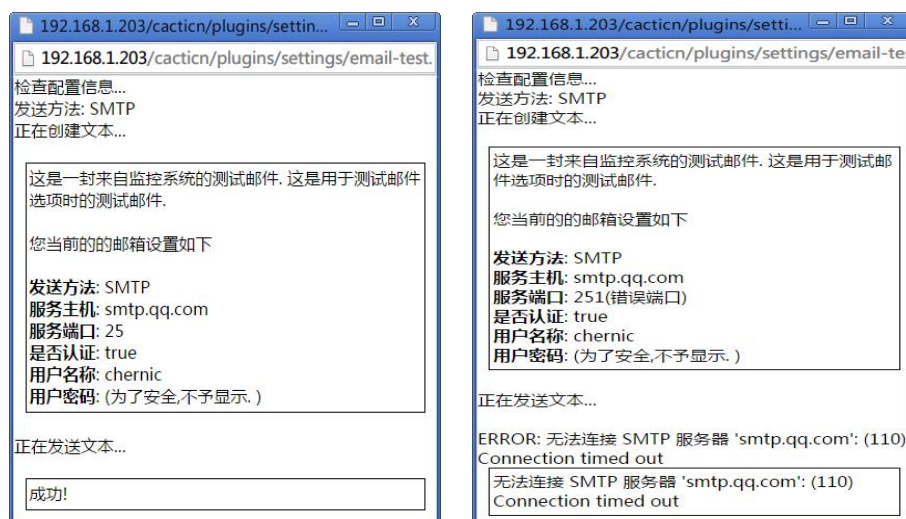 192.168.1.203/cacticn/plugins/settin...
192.168.1.203/cacticn/plugins/settings/email-test.
检查配置信息...
发送方法: SMTP
正在创建文本...
这是一封来自监控系统的测试邮件. 这是用于测试邮件
选项时的测试邮件.
您当前的的邮箱设置如下
发送方法: SMTP
服务主机: smtp.qq.com
服务端口: 25
是否认证: true
用户名称: chernic
用户密码: (为了安全,不予显示. )
正在发送文本...
成功!
192.168.1.203/cacticn/plugins/setti...
192.168.1.203/cacticn/plugins/settings/email-te
检查配置信息...
发送方法: SMTP
正在创建文本...
这是一封来自监控系统的测试邮件. 这是用于测试邮
件选项时的测试邮件.
您当前的的邮箱设置如下
发送方法: SMTP
服务主机: smtp.qq.com
服务端口: 251(错误端口)
是否认证: true
用户名称: chernic
用户密码: (为了安全,不予显示. )
正在发送文本...
ERROR: 无法连接 SMTP 服务器 'smtp.qq.com': (110)
Connection timed out
无法连接 SMTP 服务器 'smtp.qq.com': (110)
Connection timed out